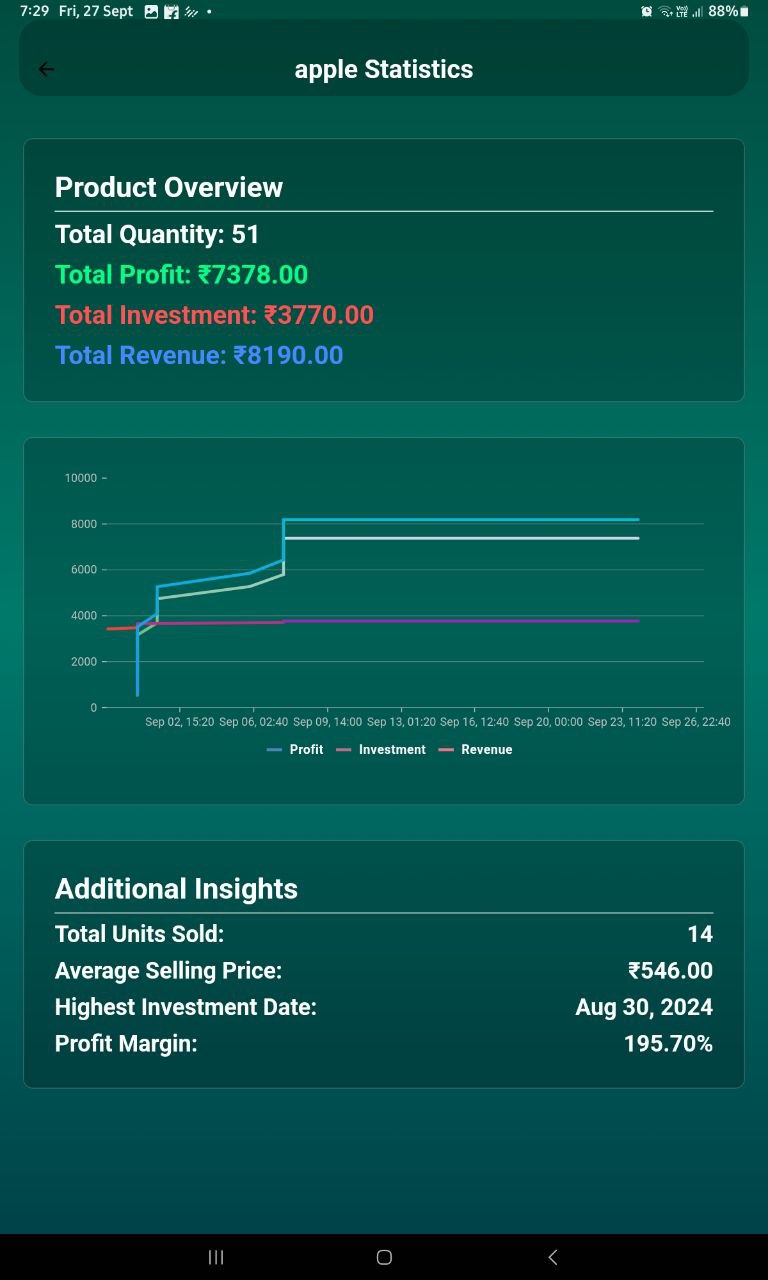 7:29 Fri, 27 Sept 88%
apple Statistics
Product Overview
Total Quantity: 51
Total Profit: ₹7378.00
Total Investment: ₹3770.00
Total Revenue: ₹8190.00
10000
8000
6000
4000
2000
0
Sep 02, 15:20 Sep 06, 02:40 Sep 09, 14:00 Sep 13, 01:20 Sep 16, 12:40 Sep 20, 00:00 Sep 23, 11:20 Sep 26, 22:40
Profit Investment Revenue
Additional Insights
Total Units Sold: 14
Average Selling Price: ₹546.00
Highest Investment Date: Aug 30, 2024
Profit Margin: 195.70%